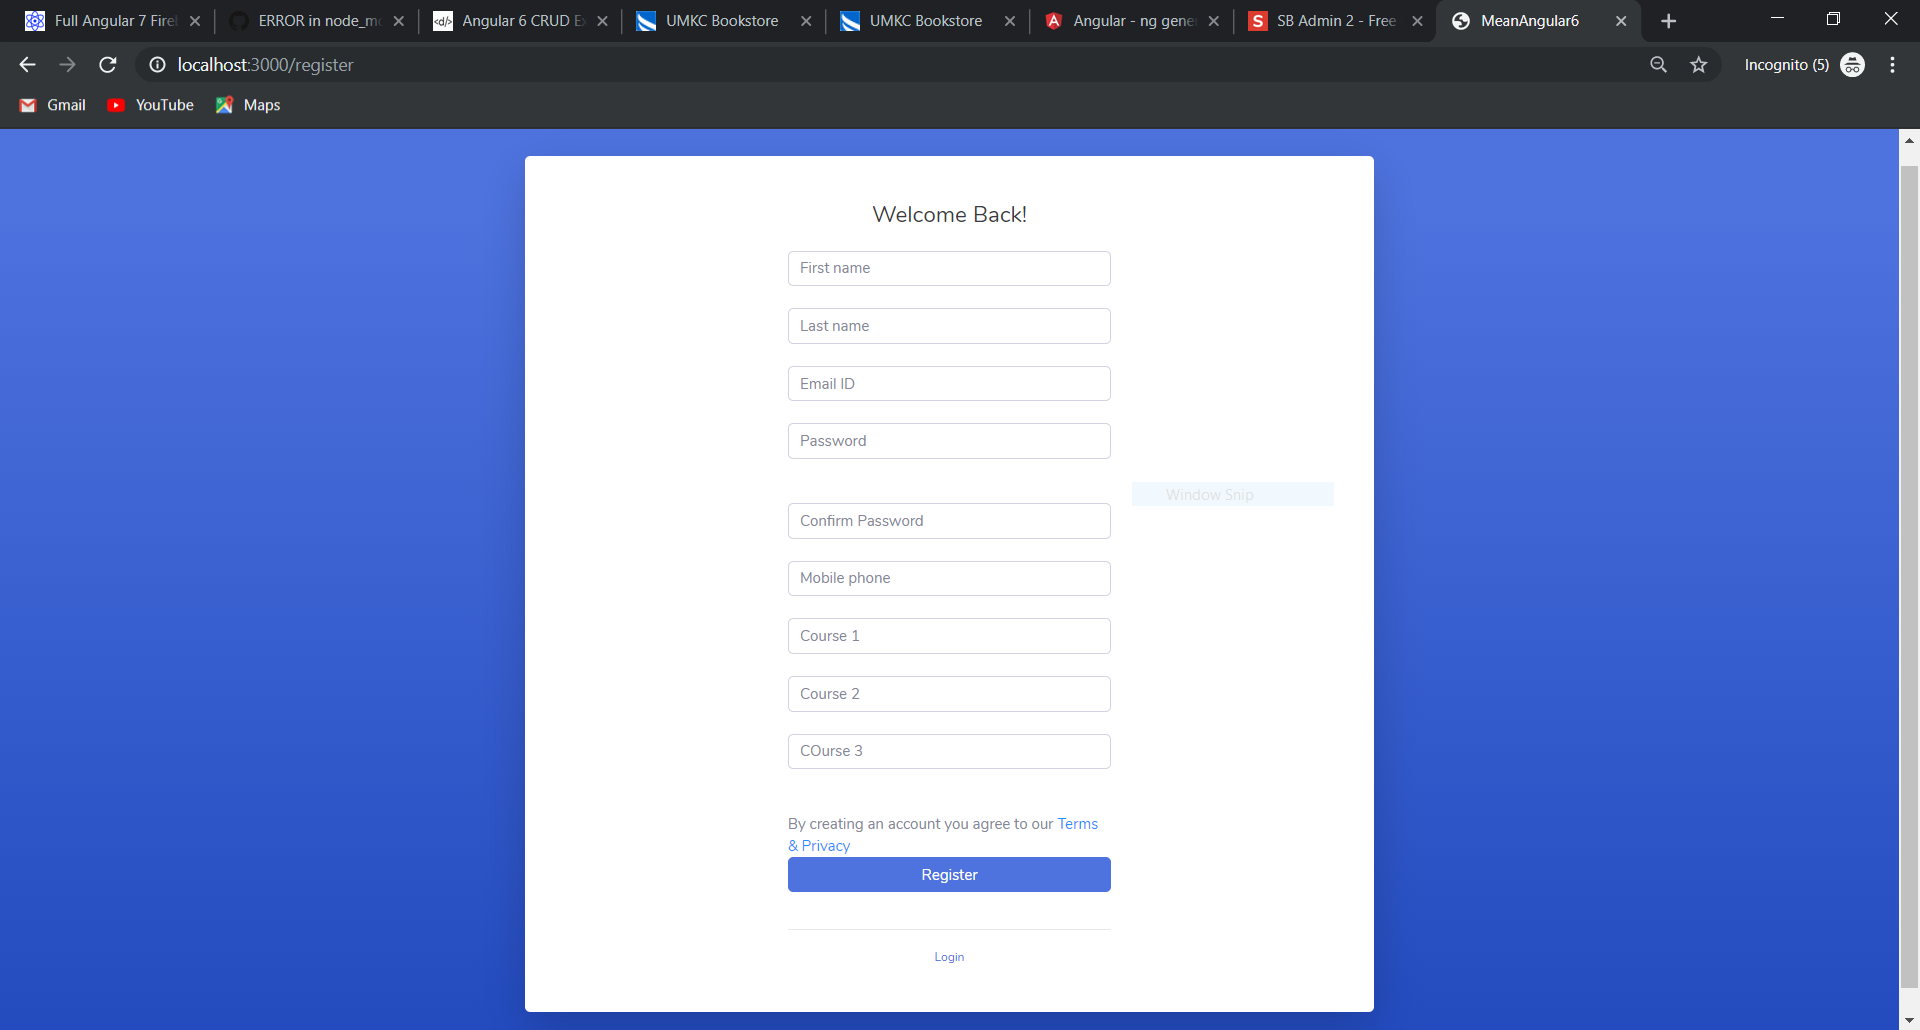 Full Angular 7 Fire
ERROR in node_mo
Angular 6 CRUD E
UMKC Bookstore
UMKC Bookstore
Angular - ng gene
SB Admin 2 - Free
MeanAngular6
localhost:3000/register
Incognito (5)
Gmail
YouTube
Maps
Welcome Back!
First name
Last name
Email ID
Password
Window Snip
Confirm Password
Mobile phone
Course 1
Course 2
COurse 3
By creating an account you agree to our Terms
& Privacy
Register
Login